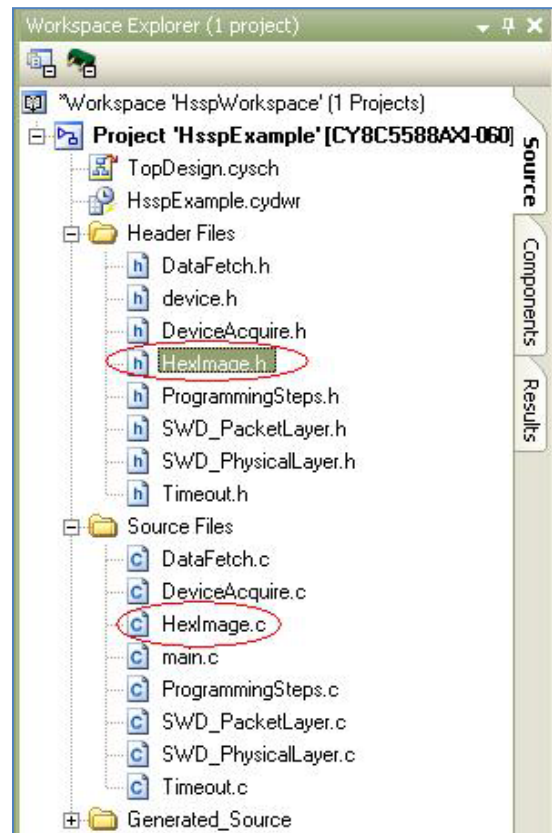 Workspace Explorer (1 project)
"Workspace 'HsspWorkspace' (1 Projects)
Project 'HsspExample' [CY8C5588AXI-060]
TopDesign.cysch
HsspExample.cydwr
Header Files
h DataFetch.h
h device.h
h DeviceAcquire.h
h HexImage.h
h ProgrammingSteps.h
h SWD_PacketLayer.h
h SWD_PhysicalLayer.h
h Timeout.h
Source Files
C DataFetch.c
C DeviceAcquire.c
C HexImage.c
C main.c
C ProgrammingSteps.c
C SWD_PacketLayer.c
C SWD_PhysicalLayer.c
C Timeout.c
Generated_Source
Source
Components
Results